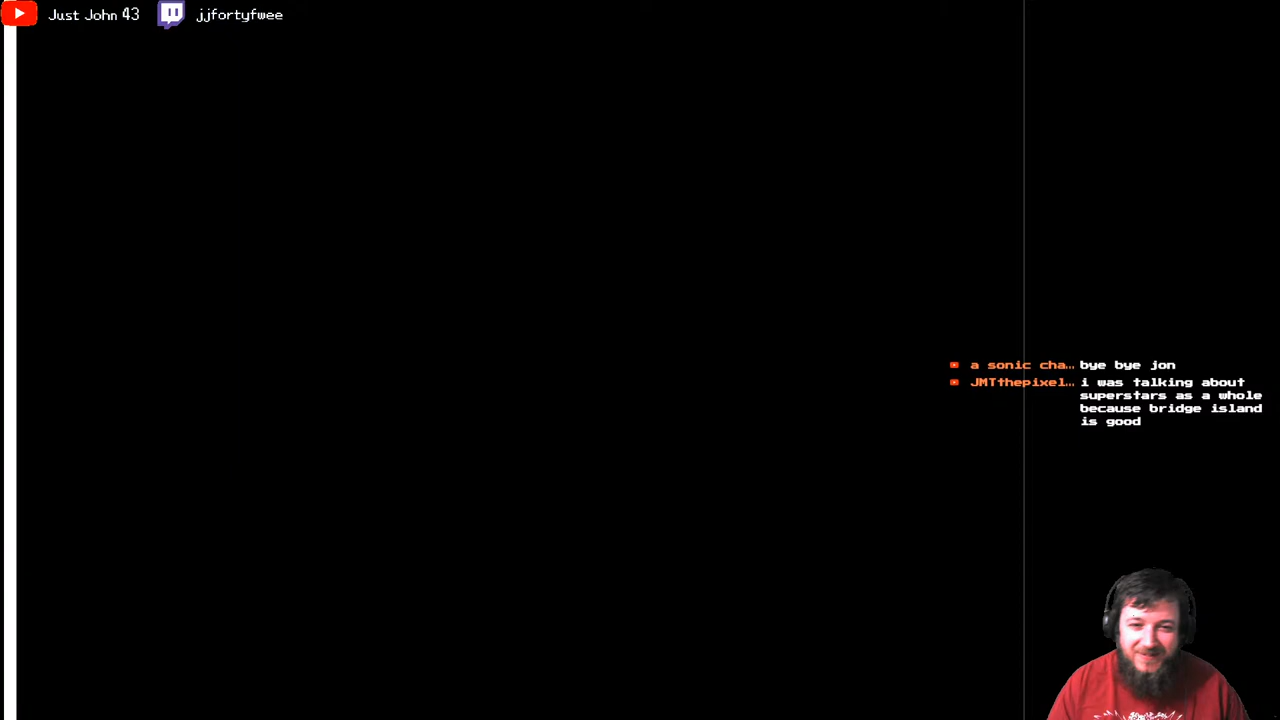 Just John 43 jjfortyfwee
a sonic cha… bye bye jon
JMTthepixel… i was talking about
superstars as a whole
because bridge island
is good